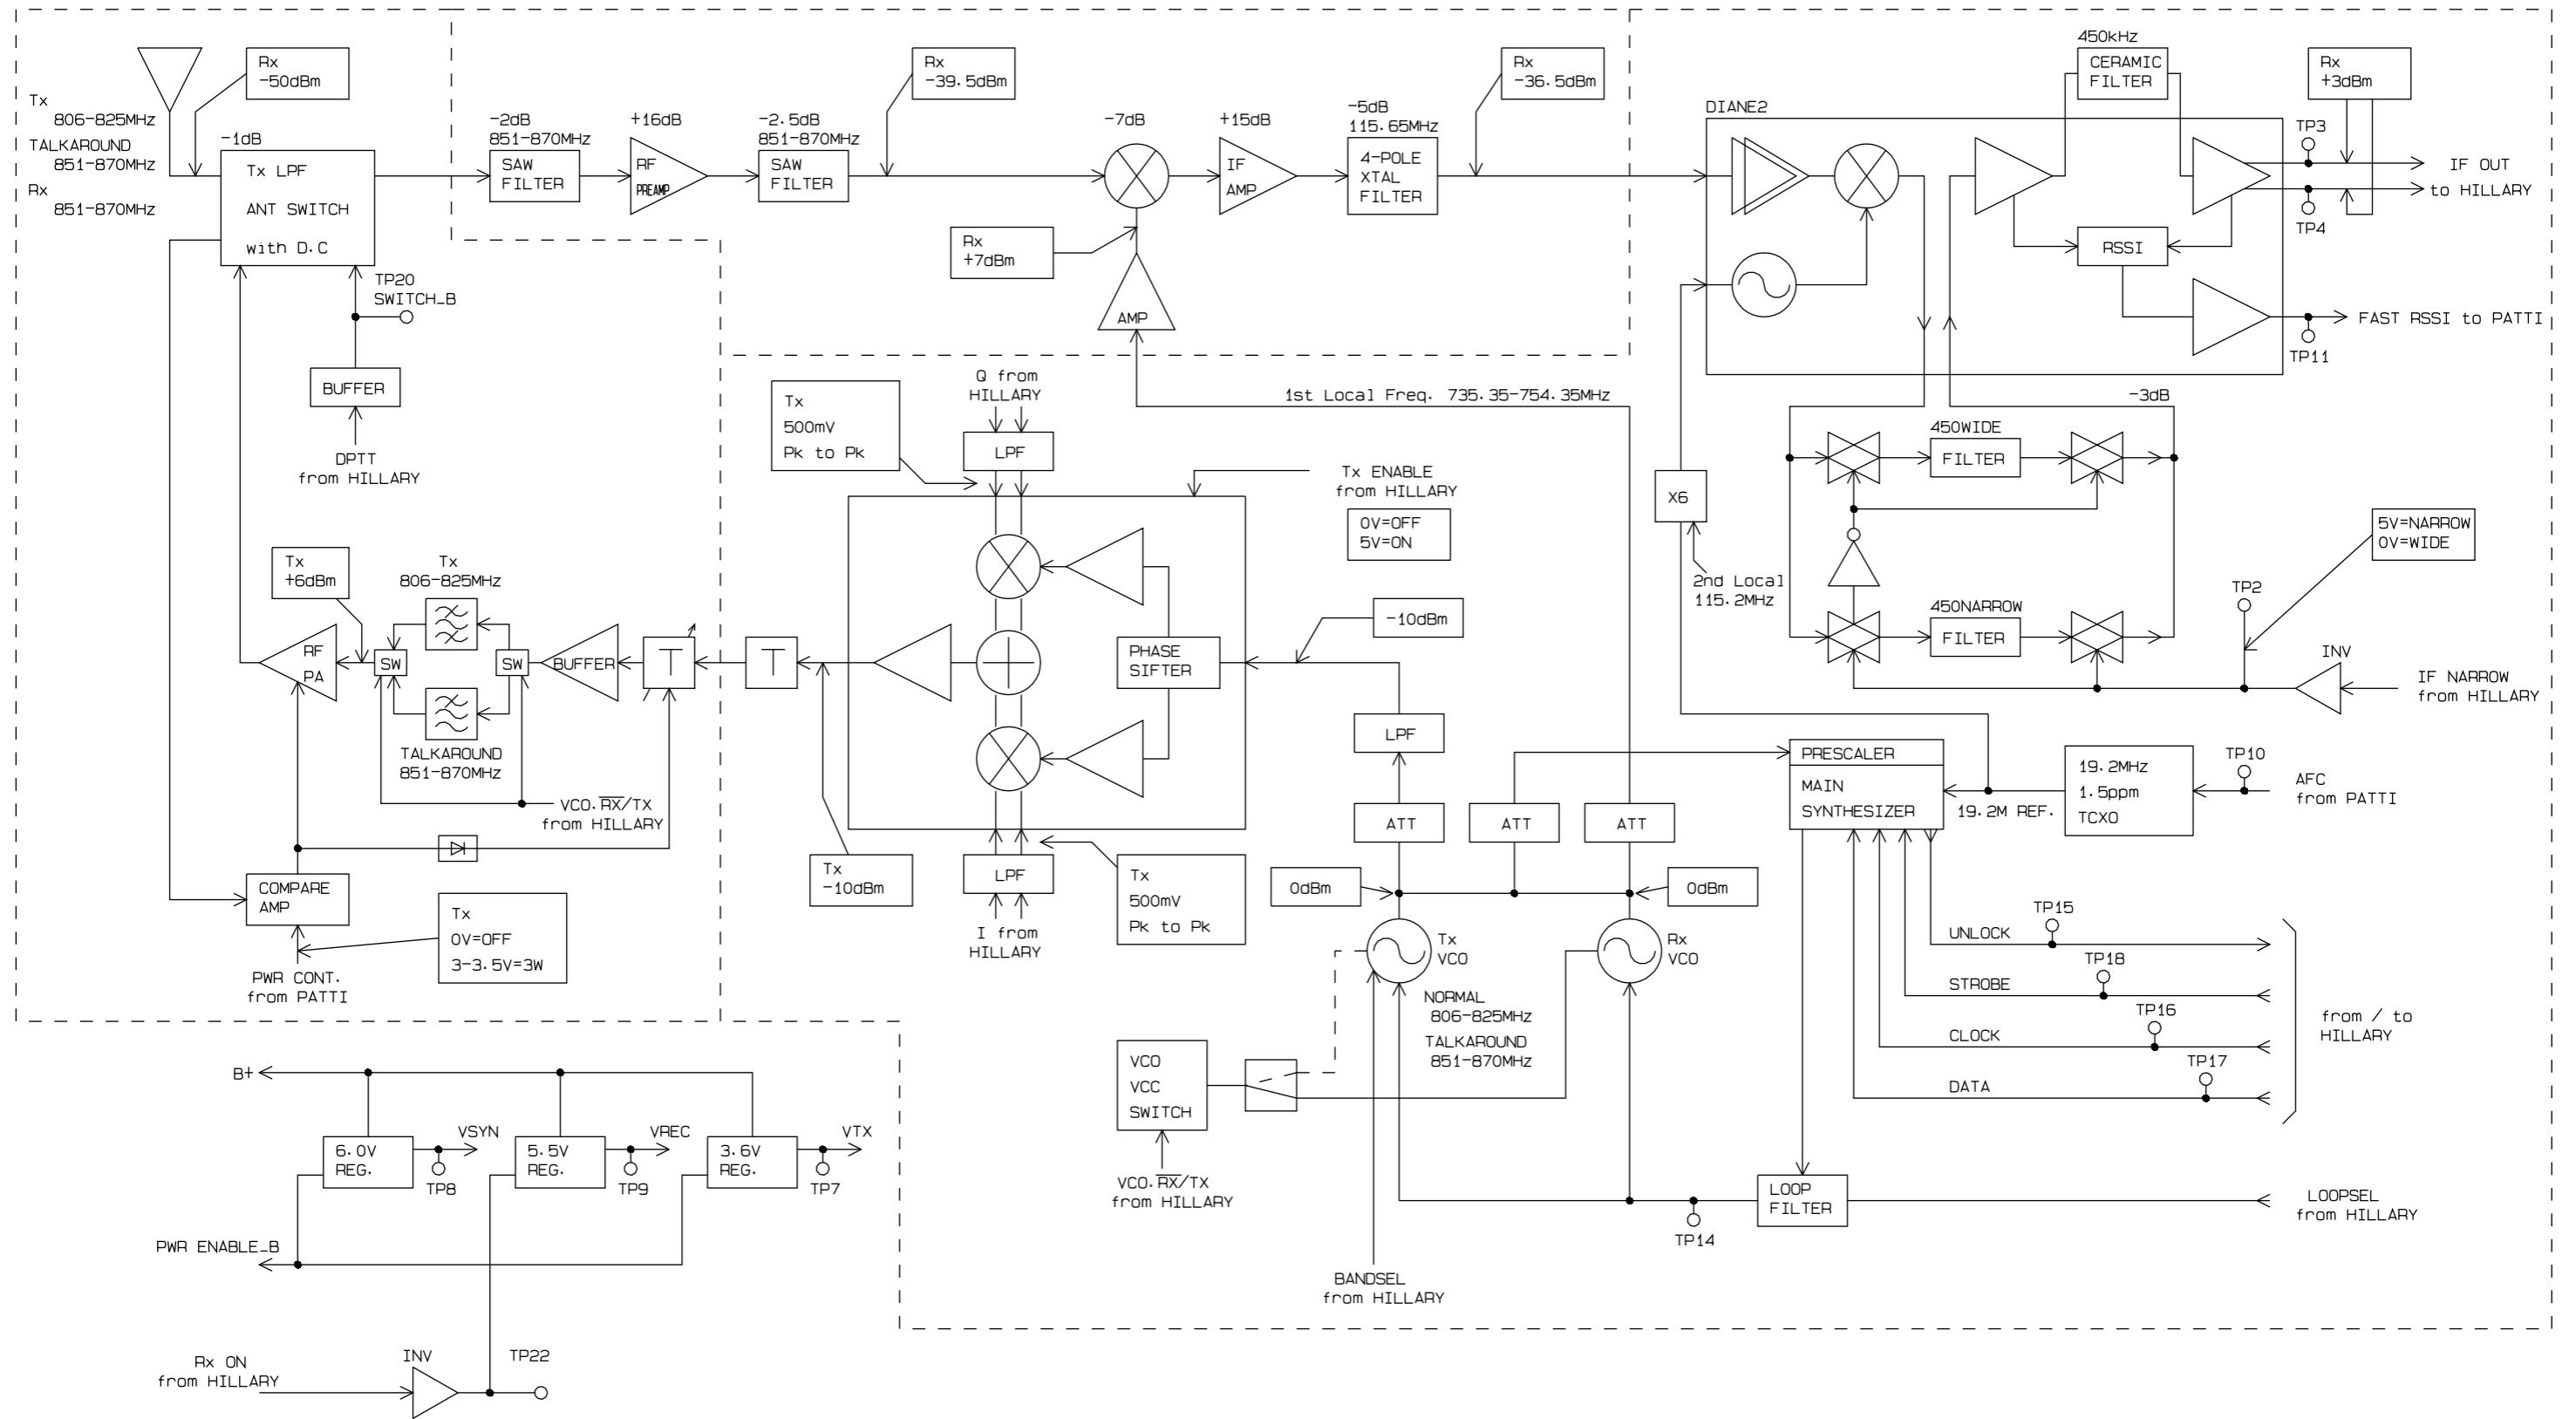 Tx
806-825MHz
TALKAROUND
851-870MHz
Rx
851-870MHz
Rx
-50dBm
-1dB
Tx LPF
ANT SWITCH
with D.C
TP20
SWITCH_B
BUFFER
DPTT
from HILLARY
-2dB
851-870MHz
SAW
FILTER
+16dB
RF
PREAMP
-2.5dB
851-870MHz
SAW
FILTER
Rx
-39.5dBm
-7dB
Rx
+7dBm
AMP
+15dB
IF
AMP
-5dB
115.65MHz
4-POLE
XTAL
FILTER
Rx
-36.5dBm
DIANE2
450kHz
CERAMIC
FILTER
Rx
+3dBm
TP3
IF OUT
to HILLARY
TP4
RSSI
FAST RSSI to PATTI
TP11
1st Local Freq. 735.35-754.35MHz
-3dB
450WIDE
FILTER
X6
2nd Local
115.2MHz
450NARROW
FILTER
5V=NARROW
0V=WIDE
TP2
INV
IF NARROW
from HILLARY
Tx
500mV
Pk to Pk
Q from
HILLARY
LPF
Tx ENABLE
from HILLARY
0V=OFF
5V=ON
-10dBm
PHASE
SIFTER
Tx
+6dBm
Tx
806-825MHz
RF
PA
SW
SW
BUFFER
T
T
TALKAROUND
851-870MHz
VCO.RX/TX
from HILLARY
COMPARE
AMP
Tx
0V=OFF
3-3.5V=3W
PWR CONT.
from PATTI
Tx
-10dBm
LPF
I from
HILLARY
Tx
500mV
Pk to Pk
LPF
ATT
ATT
ATT
0dBm
0dBm
Tx
VCO
Rx
VCO
NORMAL
806-825MHz
TALKAROUND
851-870MHz
PRESCALER
MAIN
SYNTHESIZER
19.2M REF.
19.2MHz
1.5ppm
TCXO
TP10
AFC
from PATTI
UNLOCK
TP15
STROBE
TP18
CLOCK
TP16
DATA
TP17
from / to
HILLARY
VCO
VCC
SWITCH
VCO.RX/TX
from HILLARY
BANDSEL
from HILLARY
TP14
LOOP
FILTER
LOOPSEL
from HILLARY
B+
6.0V
REG.
VSYN
TP8
5.5V
REG.
VREC
TP9
3.6V
REG.
VTX
TP7
PWR ENABLE_B
Rx ON
from HILLARY
INV
TP22